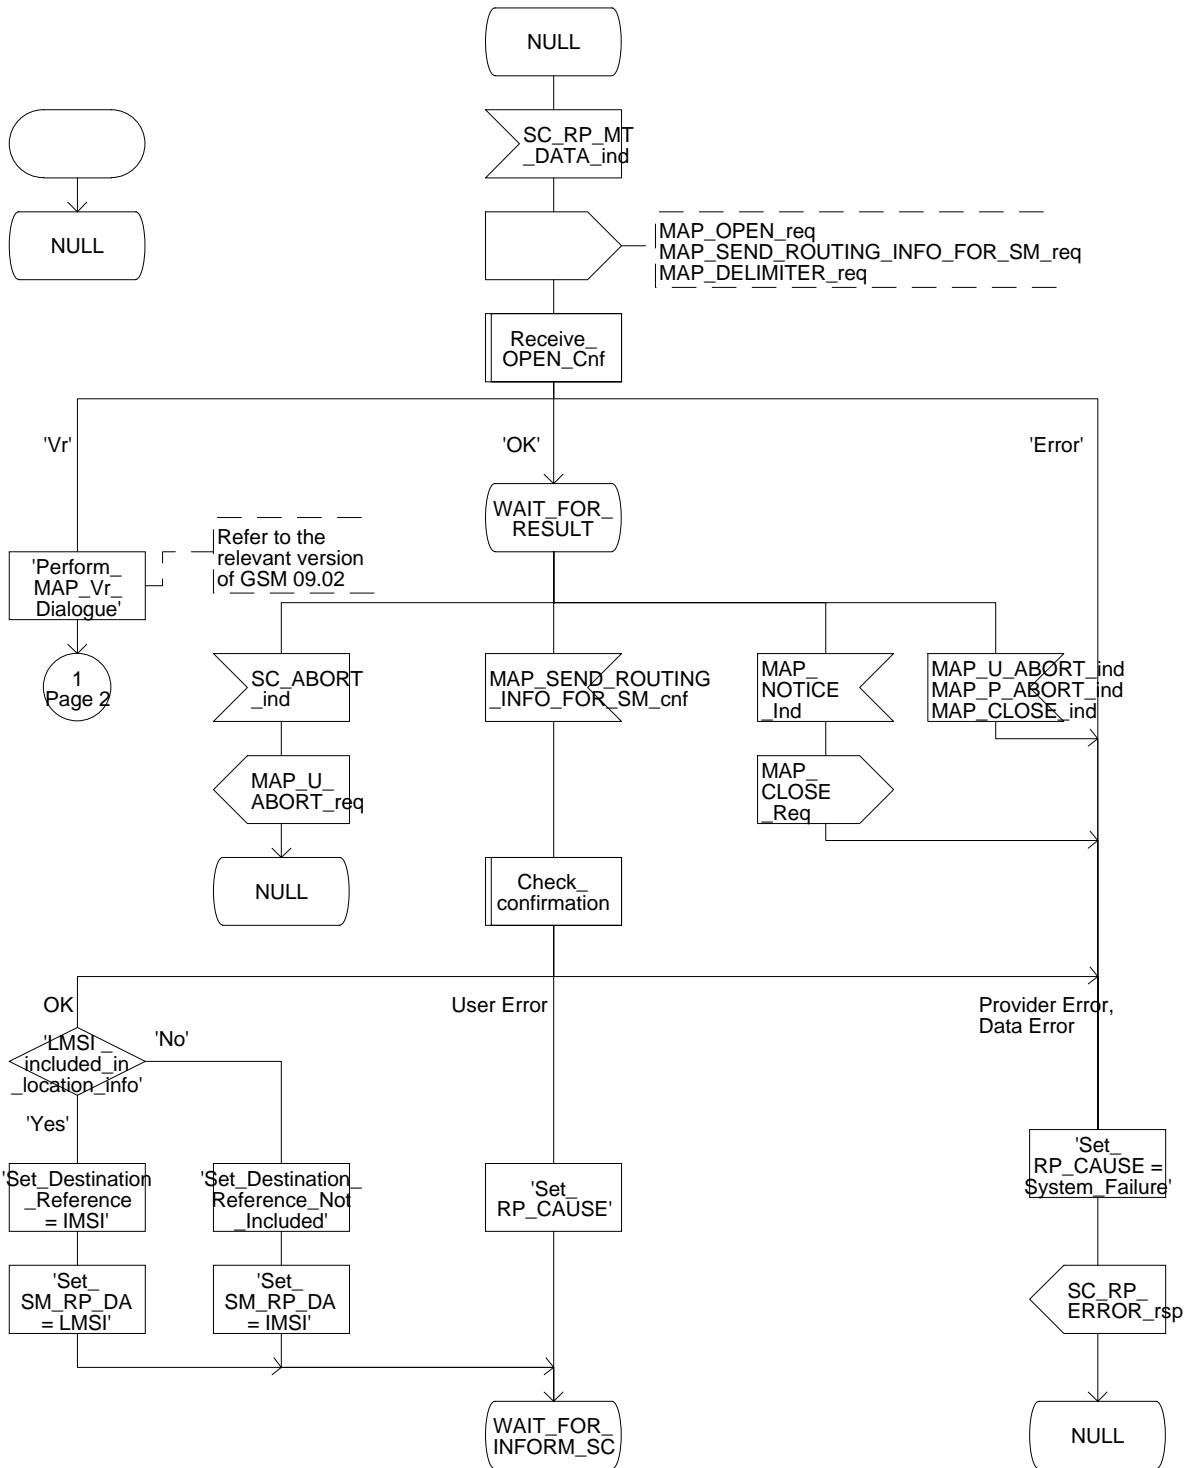 NULL
SC_RP_MT
_DATA_ind
NULL
MAP_OPEN_req
MAP_SEND_ROUTING_INFO_FOR_SM_req
MAP_DELIMITER_req
Receive_
OPEN_Cnf
'Vr'
'OK'
'Error'
WAIT_FOR_
RESULT
Refer to the
relevant version
of GSM 09.02
'Perform_
MAP_Vr_
Dialogue'
1
Page 2
SC_ABORT
_ind
MAP_SEND_ROUTING
_INFO_FOR_SM_cnf
MAP_
NOTICE
_Ind
MAP_U_ABORT_ind
MAP_P_ABORT_ind
MAP_CLOSE_ind
MAP_U_
ABORT_req
MAP_
CLOSE
_Req
NULL
Check_
confirmation
OK
User Error
Provider Error,
Data Error
'LMSI_
included_in
_location_info'
'No'
'Yes'
'Set_Destination
_Reference
= IMSI'
'Set_Destination_
Reference_Not
_Included'
'Set_
RP_CAUSE'
'Set_
RP_CAUSE =
System_Failure'
'Set_
SM_RP_DA
= LMSI'
'Set_
SM_RP_DA
= IMSI'
SC_RP_
ERROR_rsp
WAIT_FOR_
INFORM_SC
NULL